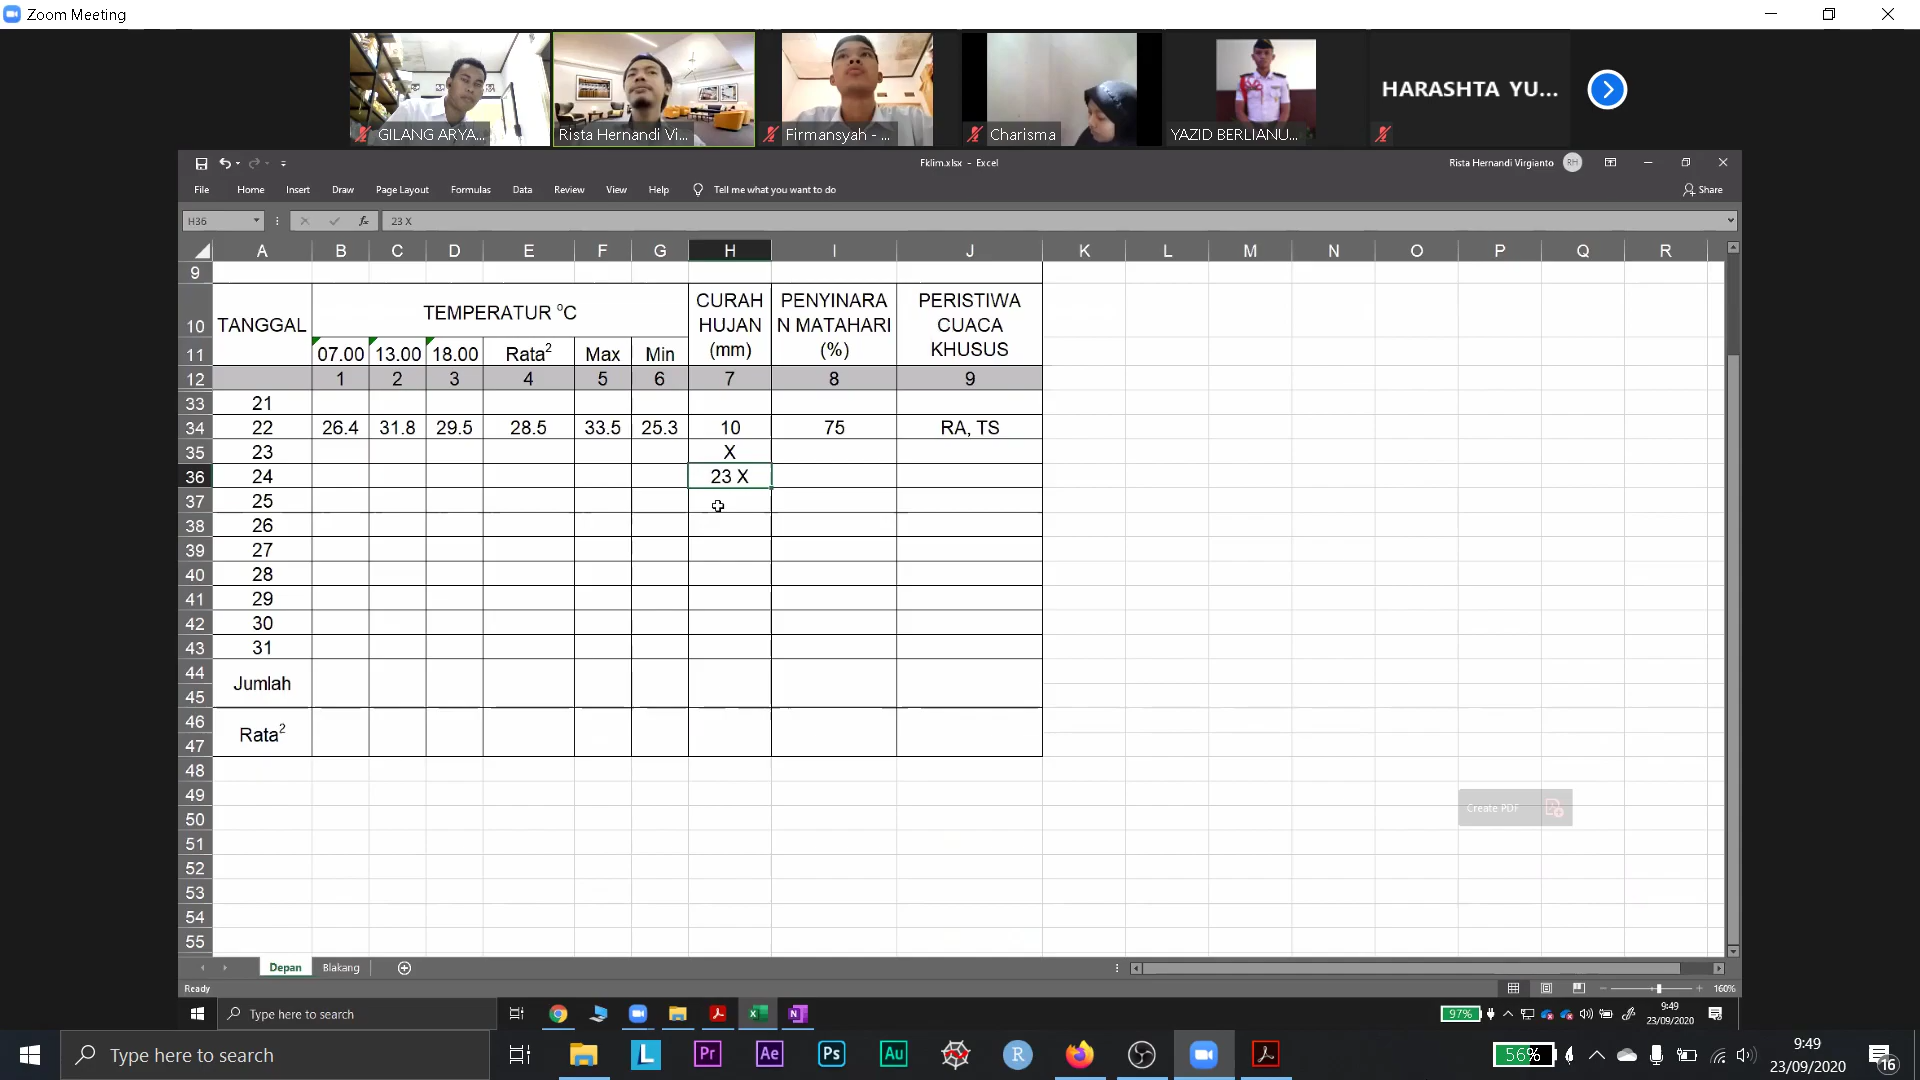 Zoom Meeting
GILANG ARYA...
Rista Hernandi Vi...
Firmansyah - ...
Charisma
YAZID BERLIANU...
HARASHTA YU...
Fklim.xlsx - Excel
Rista Hernandi Virgianto
RH
File Home Insert Draw Page Layout Formulas Data Review View Help Tell me what you want to do
Share
H36
fx
23 X
A B C D E F G H I J K L M N O P Q R
9
10
11
TANGGAL
TEMPERATUR ⁰C
07.00 13.00 18.00 Rata² Max Min
CURAH
HUJAN
(mm)
PENYINARA
N MATAHARI
(%)
PERISTIWA
CUACA
KHUSUS
12 1 2 3 4 5 6 7 8 9
33 21
34 22 26.4 31.8 29.5 28.5 33.5 25.3 10 75 RA, TS
35 23 X
36 24 23 X
37 25
38 26
39 27
40 28
41 29
42 30
43 31
44
Jumlah
45
46
Rata²
47
48
49
50
51
52
53
54
55
Create PDF
Depan Blakang
Ready
160%
Type here to search
97%
9:49
23/09/2020
Type here to search
L
Pr
Ae
Ps
Au
R
56%
9:49
23/09/2020
16